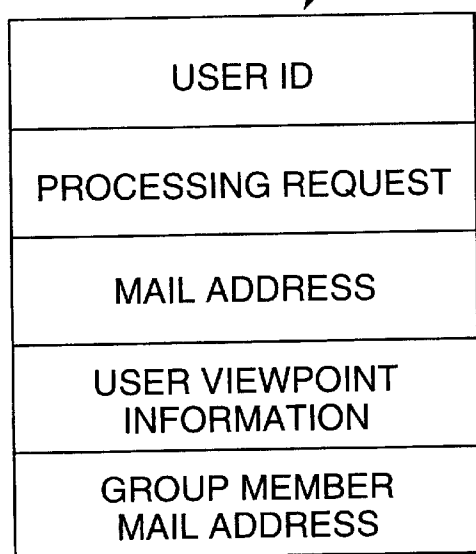 USER ID
PROCESSING REQUEST
MAIL ADDRESS
USER VIEWPOINT
INFORMATION
GROUP MEMBER
MAIL ADDRESS